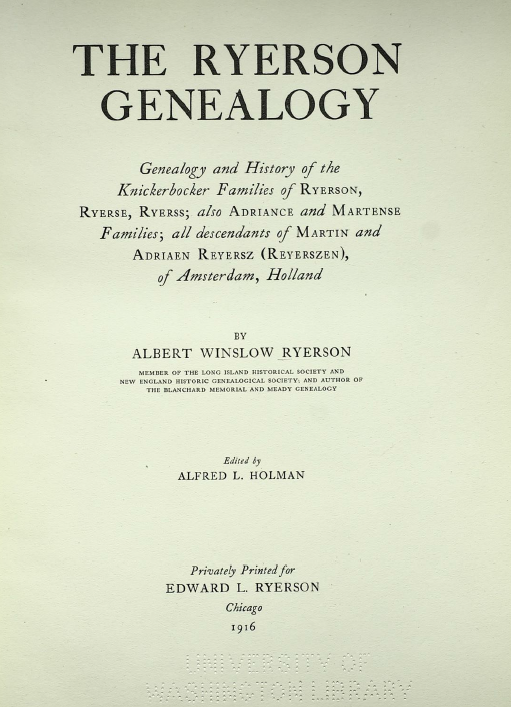 THE RYERSON
GENEALOGY
Genealogy and History of the
Knickerbocker Families of RYERSON,
RYERSE, RYERSS; also ADRIANCE and MARTENSE
Families; all descendants of MARTIN and
ADRIAEN REYERSZ (REYERSZEN),
of Amsterdam, Holland
BY
ALBERT WINSLOW RYERSON
MEMBER OF THE LONG ISLAND HISTORICAL SOCIETY AND
NEW ENGLAND HISTORIC GENEALOGICAL SOCIETY; AND AUTHOR OF
THE BLANCHARD MEMORIAL AND MEADY GENEALOGY
Edited by
ALFRED L. HOLMAN
Privately Printed for
EDWARD L. RYERSON
Chicago
1916
UNIVERSITY OF
WASHINGTON LIBRARY